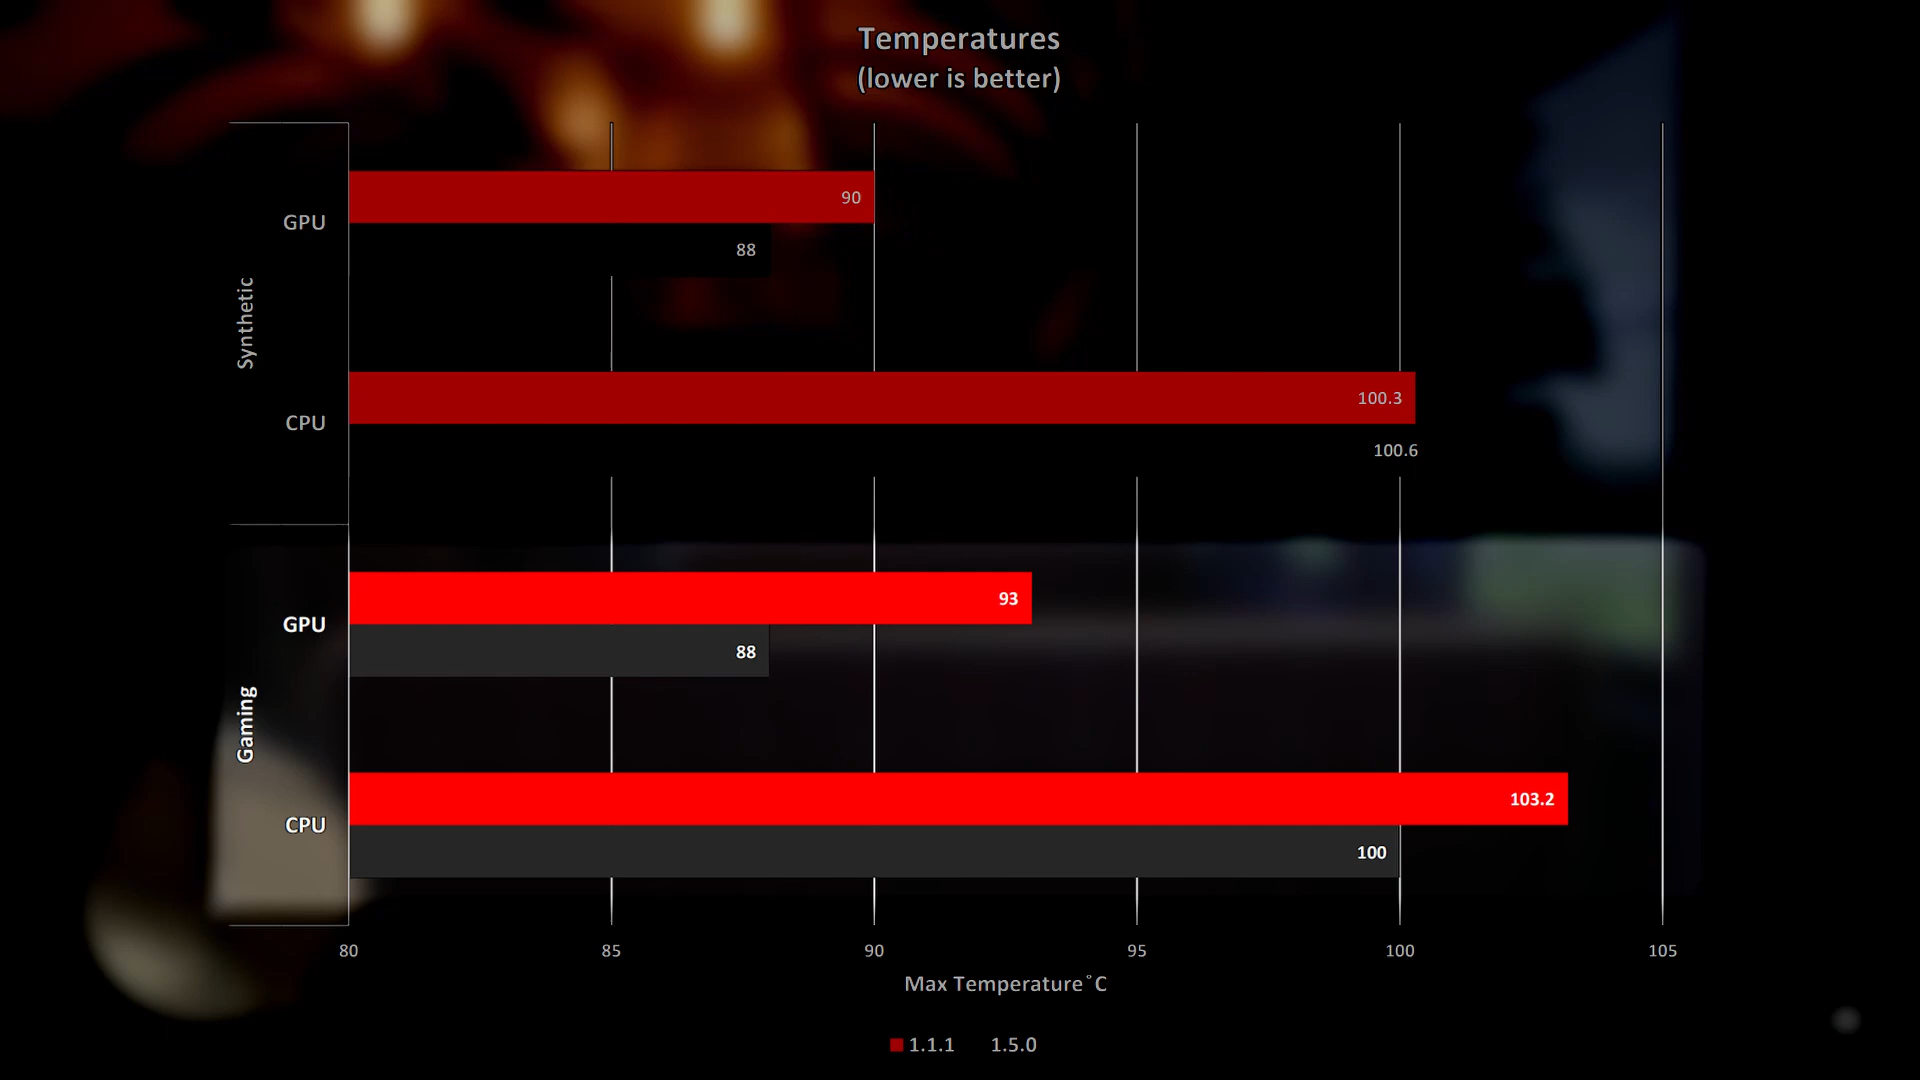 Temperatures
(lower is better)
Synthetic
GPU
90
88
CPU
100.3
100.6
Gaming
GPU
93
88
CPU
103.2
100
80 85 90 95 100 105
Max Temperature˚C
1.1.1 1.5.0